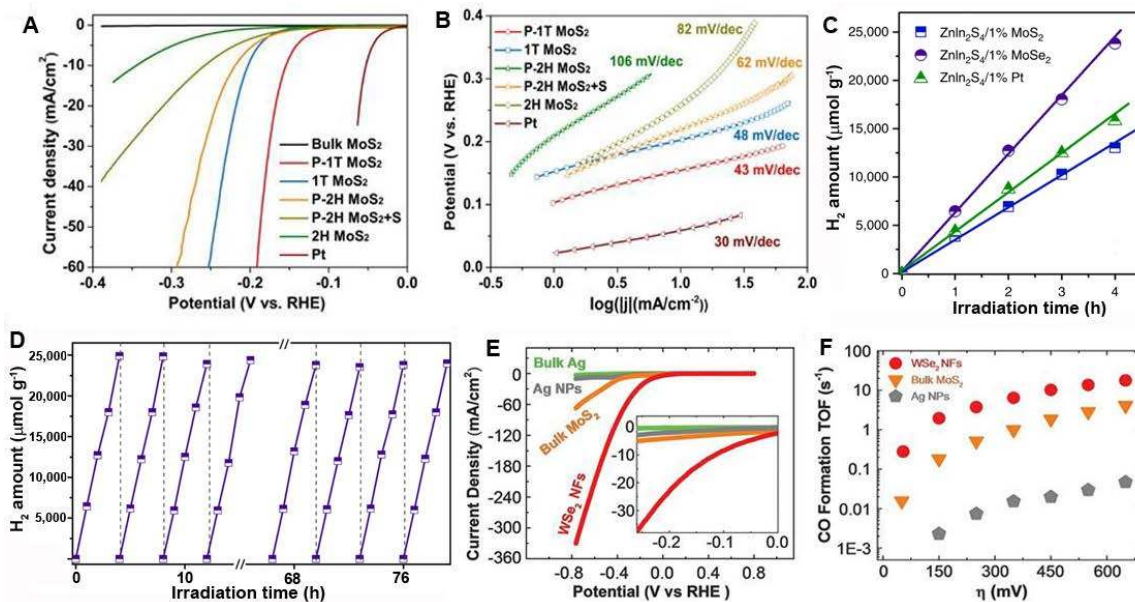 A
Current density (mA/cm²)
0
-10
-20
-30
-40
-50
-60
Bulk MoS₂
P-1T MoS₂
1T MoS₂
P-2H MoS₂
P-2H MoS₂+S
2H MoS₂
Pt
-0.4 -0.3 -0.2 -0.1 0.0
Potential (V vs. RHE)
B
Potential (V vs. RHE)
0.4
0.3
0.2
0.1
0.0
P-1T MoS₂
1T MoS₂
P-2H MoS₂
P-2H MoS₂+S
2H MoS₂
Pt
82 mV/dec
106 mV/dec
62 mV/dec
48 mV/dec
43 mV/dec
30 mV/dec
-0.5 0.0 0.5 1.0 1.5 2.0
log(|j|(mA/cm⁻²))
C
H₂ amount (μmol g⁻¹)
25,000
20,000
15,000
10,000
5,000
0
ZnIn₂S₄/1% MoS₂
ZnIn₂S₄/1% MoSe₂
ZnIn₂S₄/1% Pt
0 1 2 3 4
Irradiation time (h)
D
H₂ amount (μmol g⁻¹)
25,000
20,000
15,000
10,000
5,000
//
//
0 10 68 76
Irradiation time (h)
E
Current Density (mA/cm²)
0
-60
-120
-180
-240
-300
-360
Bulk Ag
Ag NPs
Bulk MoS₂
WSe₂ NFs
0
-10
-20
-30
-0.2 -0.1 0.0
-0.8 -0.4 0.0 0.4 0.8
Potential (V vs RHE )
F
CO Formation TOF (s⁻¹)
100
10
1
0.1
0.01
1E-3
WSe₂ NFs
Bulk MoS₂
Ag NPs
0 150 300 450 600
η (mV)